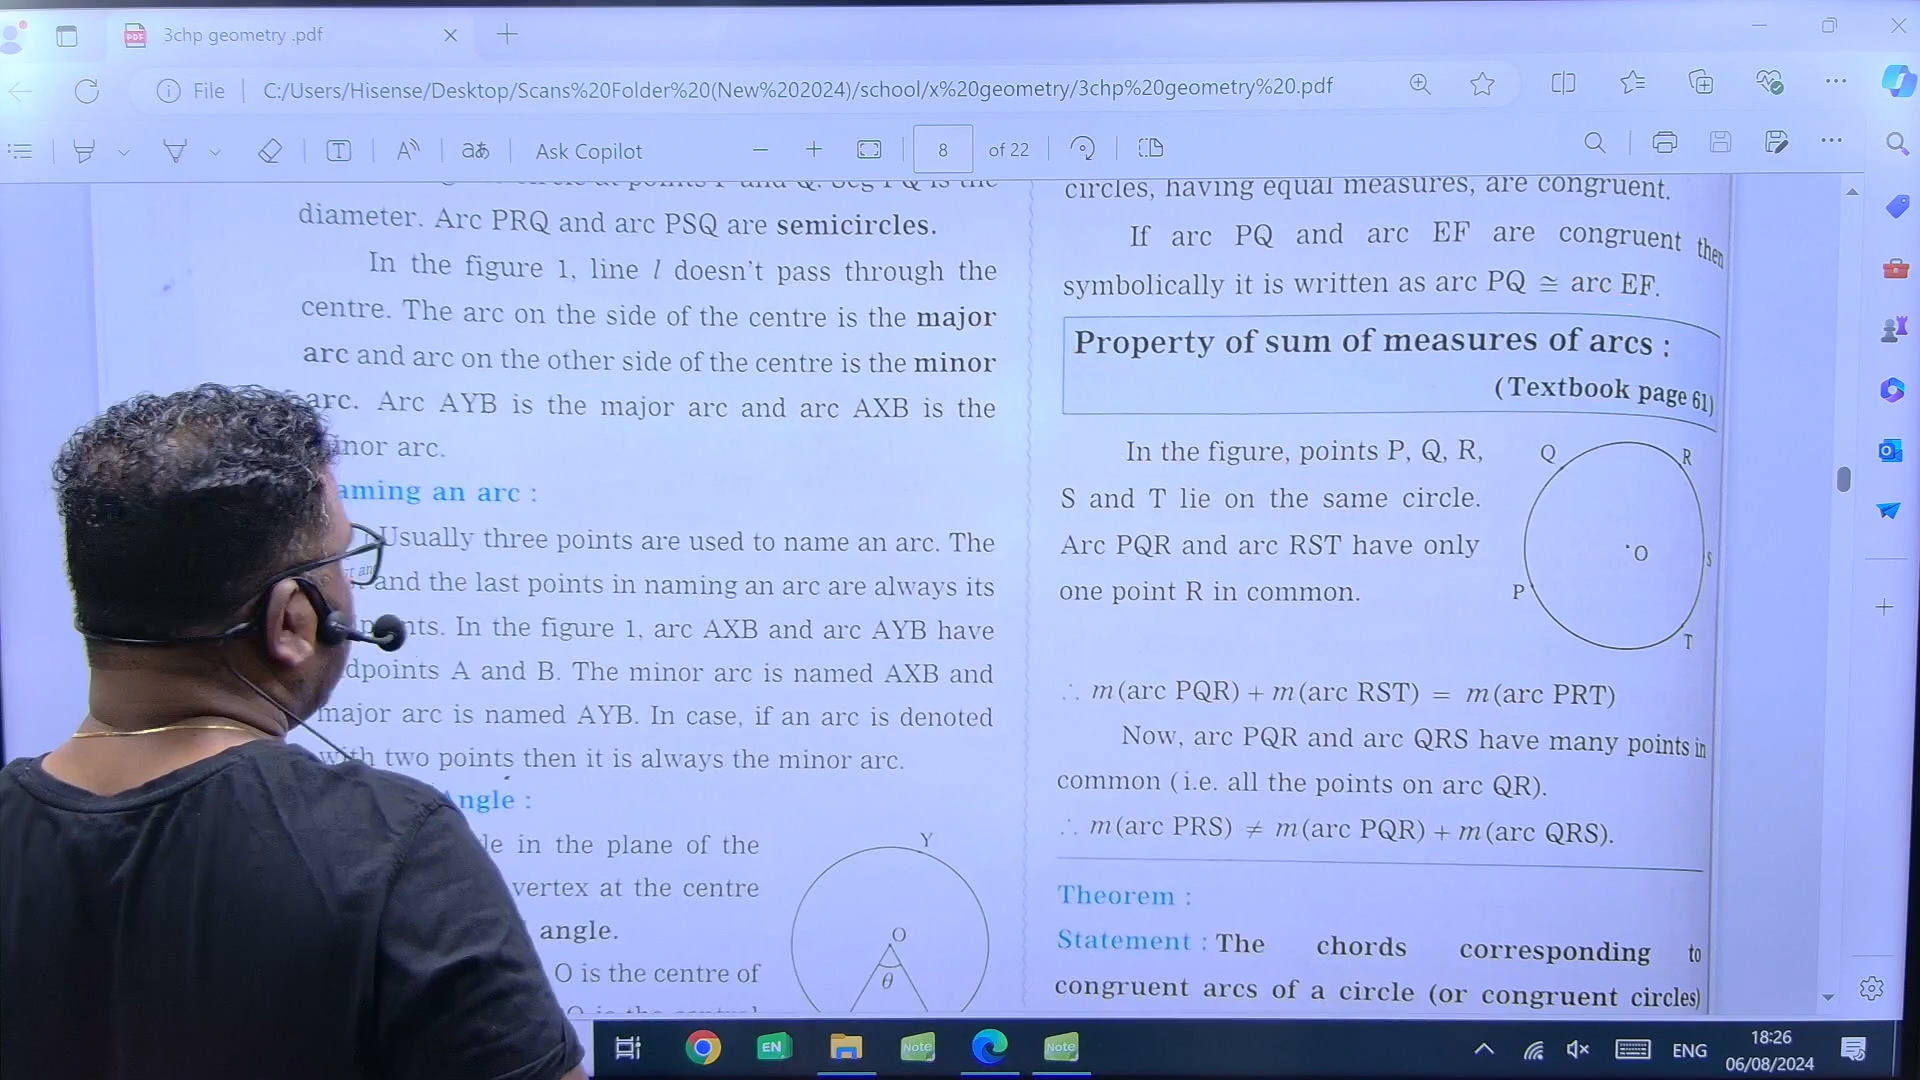 3chp geometry .pdf
File
C:/Users/Hisense/Desktop/Scans%20Folder%20(New%202024)/school/x%20geometry/3chp%20geometry%20.pdf
Ask Copilot
8
of 22
diameter. Arc PRQ and arc PSQ are semicircles.
In the figure 1, line l doesn't pass through the
centre. The arc on the side of the centre is the major
arc and arc on the other side of the centre is the minor
arc. Arc AYB is the major arc and arc AXB is the
inor arc.
aming an arc :
Usually three points are used to name an arc. The
and the last points in naming an arc are always its
nts. In the figure 1, arc AXB and arc AYB have
dpoints A and B. The minor arc is named AXB and
major arc is named AYB. In case, if an arc is denoted
with two points then it is always the minor arc.
Angle :
le in the plane of the
vertex at the centre
angle.
O is the centre of
Y
O
θ
circles, having equal measures, are congruent.
If arc PQ and arc EF are congruent then
symbolically it is written as arc PQ ≅ arc EF.
Property of sum of measures of arcs :
(Textbook page 61)
In the figure, points P, Q, R,
S and T lie on the same circle.
Arc PQR and arc RST have only
one point R in common.
Q
R
O
S
P
T
∴ m(arc PQR) + m(arc RST) = m(arc PRT)
Now, arc PQR and arc QRS have many points in
common (i.e. all the points on arc QR).
∴ m(arc PRS) ≠ m(arc PQR) + m(arc QRS).
Theorem :
Statement : The chords corresponding to
congruent arcs of a circle (or congruent circles)
EN
Note
Note
ENG
18:26
06/08/2024